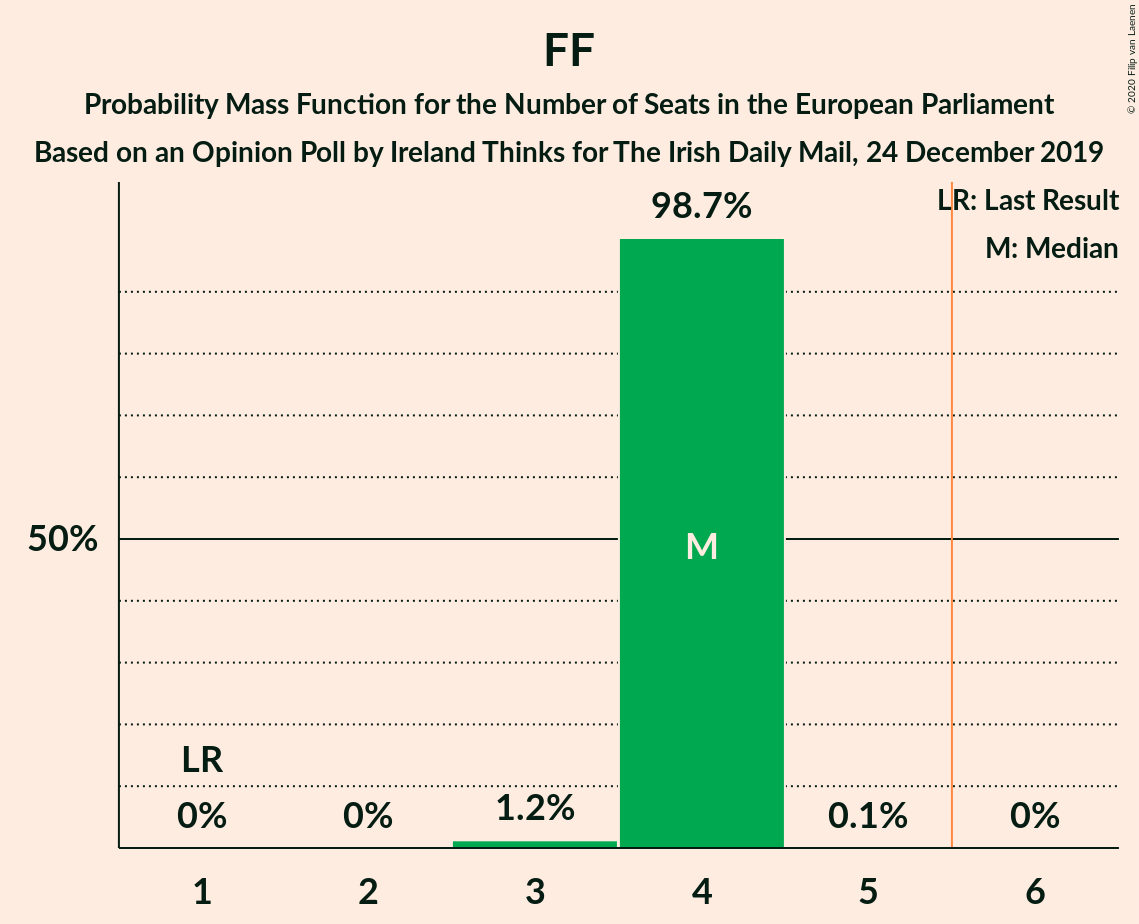 FF
Probability Mass Function for the Number of Seats in the European Parliament
Based on an Opinion Poll by Ireland Thinks for The Irish Daily Mail, 24 December 2019
© 2020 Filip van Laenen
LR: Last Result
M: Median
98.7%
50%
M
LR
0%
0%
1.2%
0.1%
0%
1
2
3
4
5
6